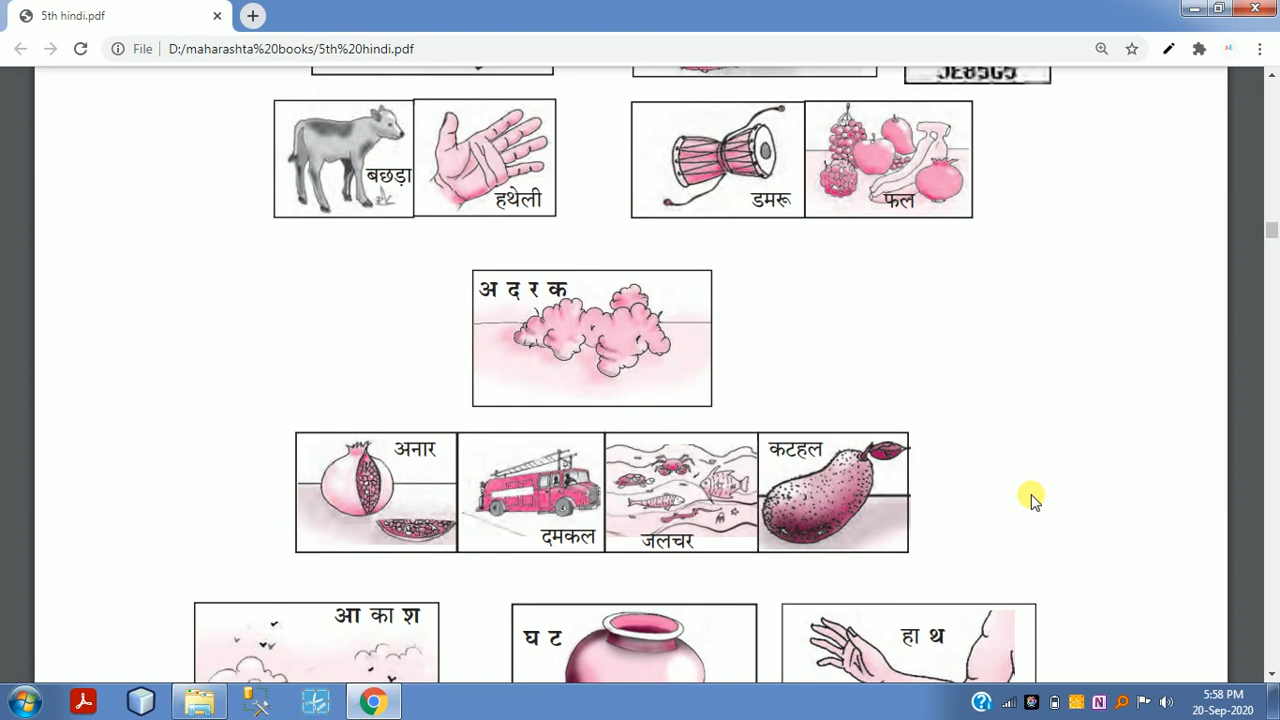 5th hindi.pdf
File
D:/maharashta%20books/5th%20hindi.pdf
JE85G5
बछड़ा
हथेली
डमरू
फल
अ द र क
अनार
दमकल
जलचर
कटहल
आ का श
घ ट
हा थ
5:58 PM
20-Sep-2020